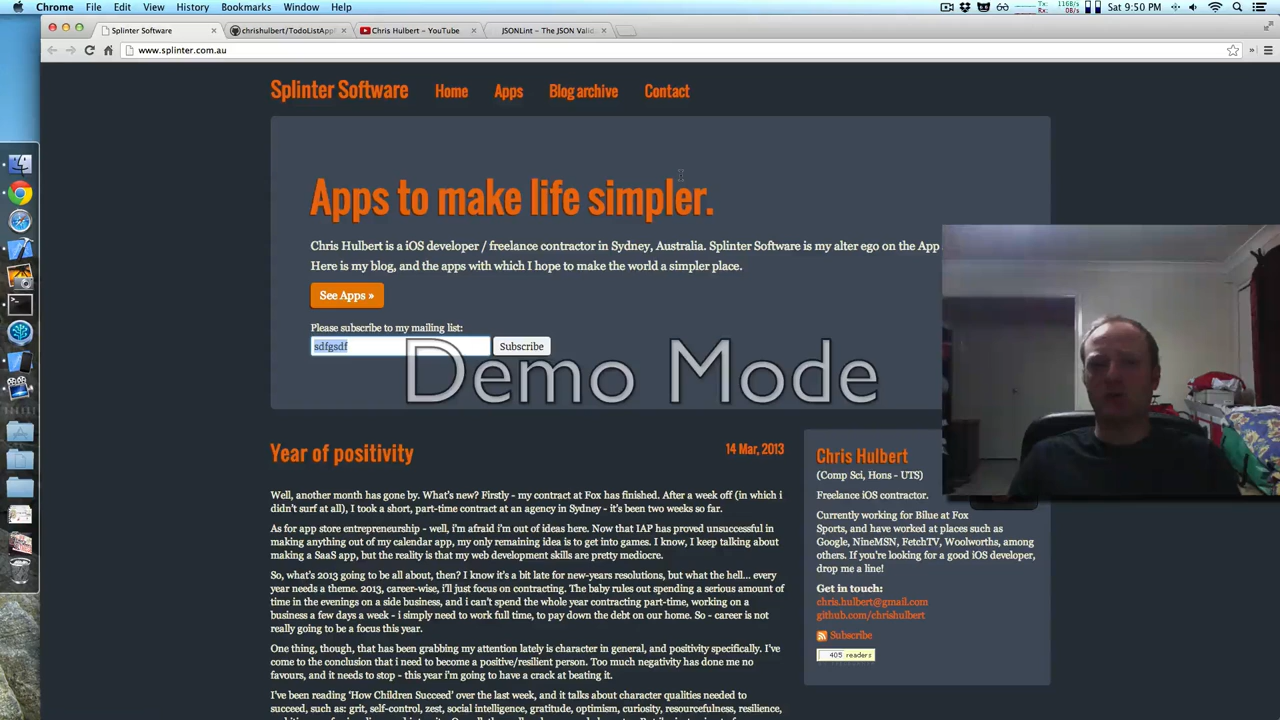 Chrome File Edit View History Bookmarks Window Help
Tx: 116B/s
Rx: 0B/s
Sat 9:50 PM
Splinter Software
chrishulbert/TodoListApp
Chris Hulbert – YouTube
JSONLint – The JSON Valid
www.splinter.com.au
Splinter Software Home Apps Blog archive Contact
Apps to make life simpler.
Chris Hulbert is a iOS developer / freelance contractor in Sydney, Australia. Splinter Software is my alter ego on the App
Here is my blog, and the apps with which I hope to make the world a simpler place.
See Apps »
Please subscribe to my mailing list:
sdfgsdf Subscribe
Demo Mode
Year of positivity 14 Mar, 2013
Well, another month has gone by. What's new? Firstly - my contract at Fox has finished. After a week off (in which i
didn't surf at all), I took a short, part-time contract at an agency in Sydney - it's been two weeks so far.
As for app store entrepreneurship - well, i'm afraid i'm out of ideas here. Now that IAP has proved unsuccessful in
making anything out of my calendar app, my only remaining idea is to get into games. I know, I keep talking about
making a SaaS app, but the reality is that my web development skills are pretty mediocre.
So, what's 2013 going to be all about, then? I know it's a bit late for new-years resolutions, but what the hell... every
year needs a theme. 2013, career-wise, i'll just focus on contracting. The baby rules out spending a serious amount of
time in the evenings on a side business, and i can't spend the whole year contracting part-time, working on a
business a few days a week - i simply need to work full time, to pay down the debt on our home. So - career is not
really going to be a focus this year.
One thing, though, that has been grabbing my attention lately is character in general, and positivity specifically. I've
come to the conclusion that i need to become a positive/resilient person. Too much negativity has done me no
favours, and it needs to stop - this year i'm going to have a crack at beating it.
I've been reading 'How Children Succeed' over the last week, and it talks about character qualities needed to
succeed, such as: grit, self-control, zest, social intelligence, gratitude, optimism, curiosity, resourcefulness, resilience,
Chris Hulbert
(Comp Sci, Hons - UTS)
Freelance iOS contractor.
Currently working for Blue at Fox
Sports, and have worked at places such as
Google, NineMSN, FetchTV, Woolworths, among
others. If you're looking for a good iOS developer,
drop me a line!
Get in touch:
chris.hulbert@gmail.com
github.com/chrishulbert
Subscribe
405 readers